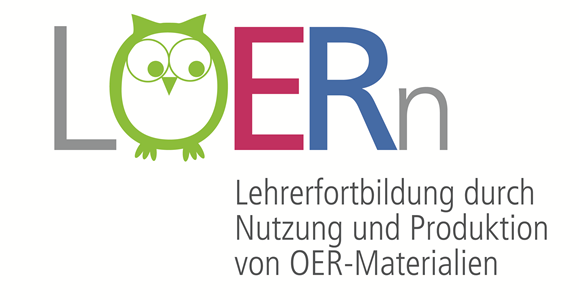 LOERn
Lehrerfortbildung durch
Nutzung und Produktion
von OER-Materialien